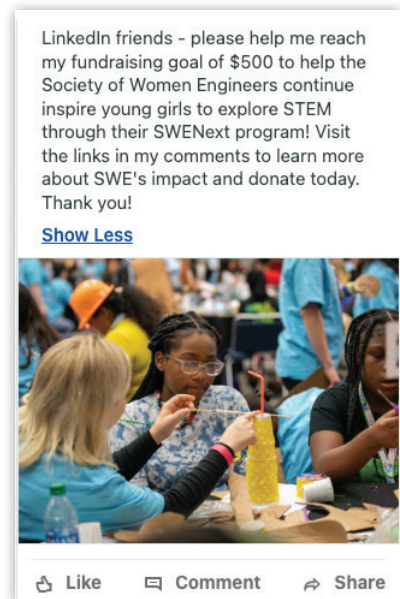 LinkedIn friends - please help me reach
my fundraising goal of $500 to help the
Society of Women Engineers continue
inspire young girls to explore STEM
through their SWENext program! Visit
the links in my comments to learn more
about SWE's impact and donate today.
Thank you!
Show Less
Like Comment Share